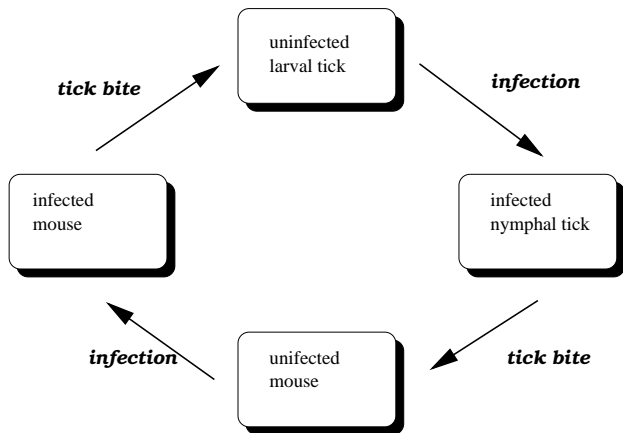 uninfected
larval tick
tick bite
infection
infected
mouse
infected
nymphal tick
infection
unifected
mouse
tick bite